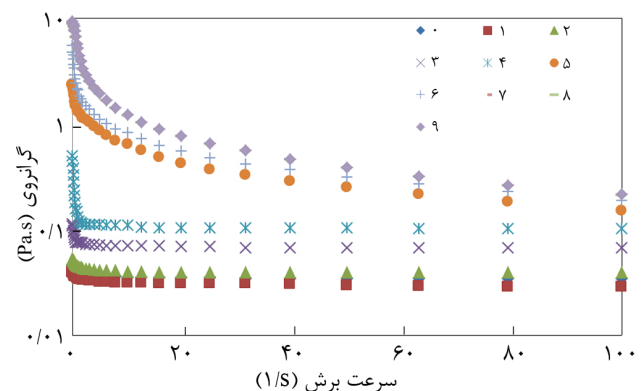 ۱۰
۱
۰/۱
۰/۰۱
گرانروی (Pa.s)
۰ ۱ ۲
۳ ۴ ۵
۶ ۷ ۸
۹
۰ ۲۰ ۴۰ ۶۰ ۸۰ ۱۰۰
سرعت برش (۱/s)